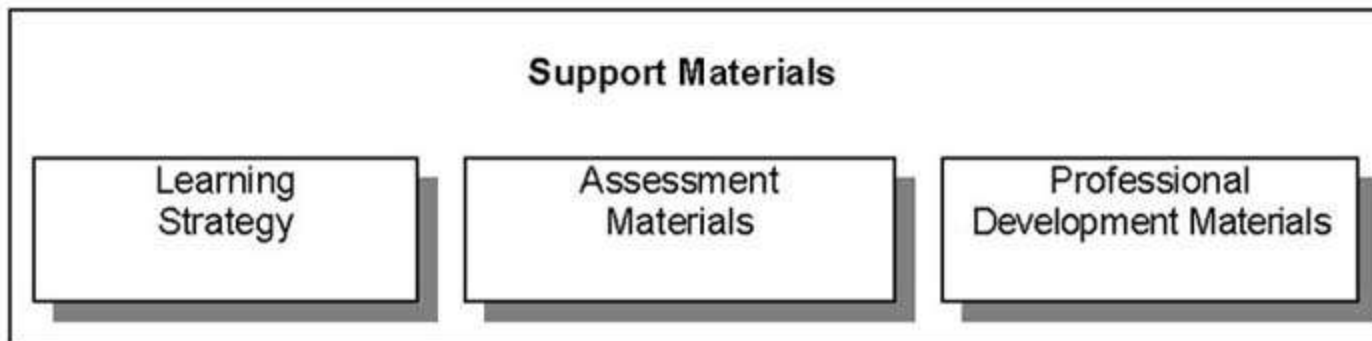 Support Materials
Learning
Strategy
Assessment
Materials
Professional
Development Materials